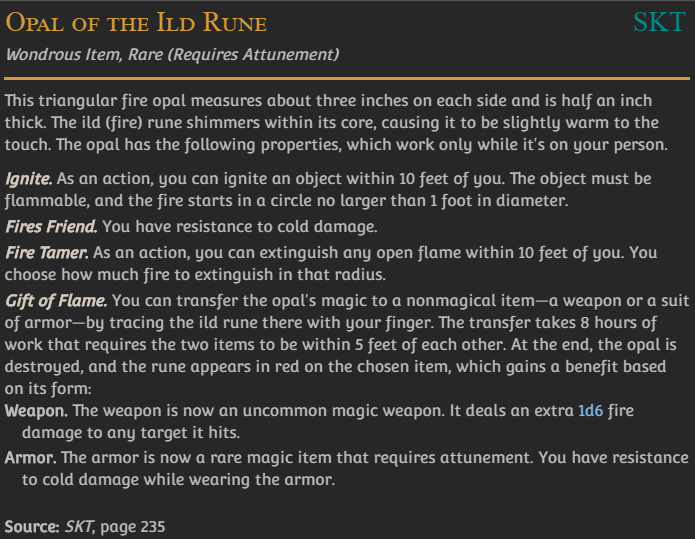 Opal of the Ild Rune SKT
Wondrous Item, Rare (Requires Attunement)
This triangular fire opal measures about three inches on each side and is half an inch
thick. The ild (fire) rune shimmers within its core, causing it to be slightly warm to the
touch. The opal has the following properties, which work only while it's on your person.
Ignite. As an action, you can ignite an object within 10 feet of you. The object must be
flammable, and the fire starts in a circle no larger than 1 foot in diameter.
Fires Friend. You have resistance to cold damage.
Fire Tamer. As an action, you can extinguish any open flame within 10 feet of you. You
choose how much fire to extinguish in that radius.
Gift of Flame. You can transfer the opal's magic to a nonmagical item—a weapon or a suit
of armor—by tracing the ild rune there with your finger. The transfer takes 8 hours of
work that requires the two items to be within 5 feet of each other. At the end, the opal is
destroyed, and the rune appears in red on the chosen item, which gains a benefit based
on its form:
Weapon. The weapon is now an uncommon magic weapon. It deals an extra 1d6 fire
damage to any target it hits.
Armor. The armor is now a rare magic item that requires attunement. You have resistance
to cold damage while wearing the armor.
Source: SKT, page 235